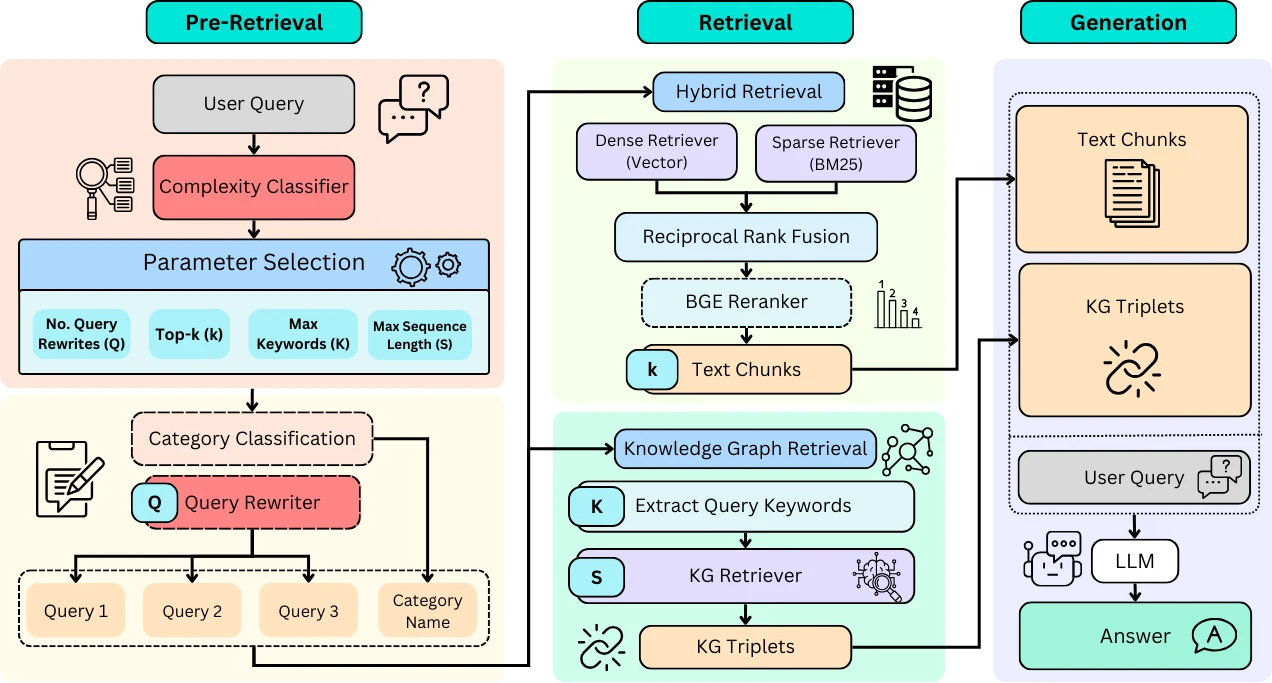 Pre-Retrieval
User Query
?
Complexity Classifier
Parameter Selection
No. Query
Rewrites (Q)
Top-k (k)
Max
Keywords (K)
Max Sequence
Length (S)
Category Classification
Q
Query Rewriter
Query 1
Query 2
Query 3
Category
Name
Retrieval
Hybrid Retrieval
Dense Retriever
(Vector)
Sparse Retriever
(BM25)
Reciprocal Rank Fusion
BGE Reranker
1
2
3
4
k
Text Chunks
Knowledge Graph Retrieval
K
Extract Query Keywords
S
KG Retriever
KG Triplets
Generation
Text Chunks
KG Triplets
User Query
?
LLM
Answer
A